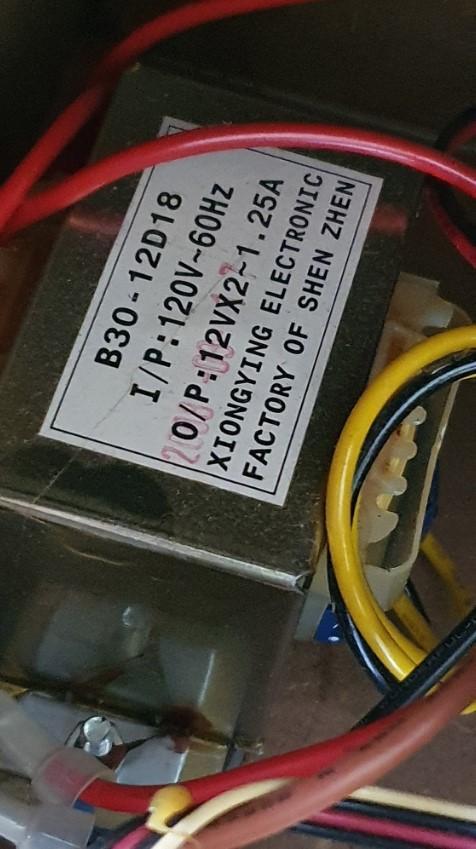 B30-12D18
I/P:120V~60Hz
O/P:12VX2~1.25A
XIONGYING ELECTRONIC
FACTORY OF SHEN ZHEN